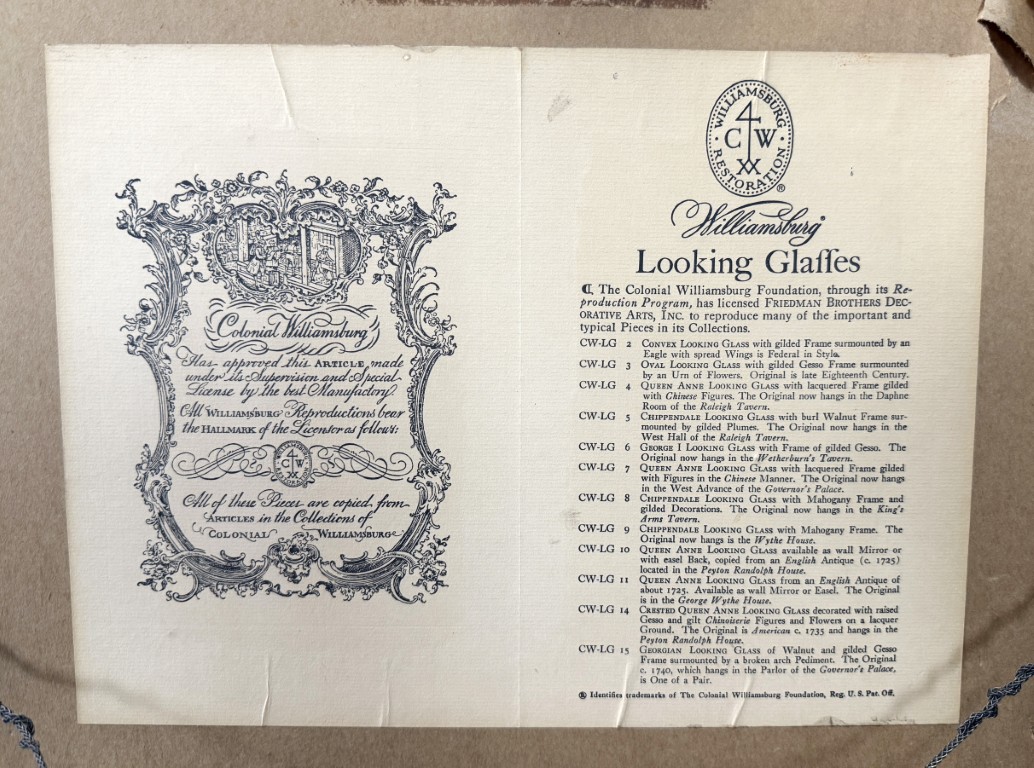 Colonial Williamsburg
Has approved this ARTICLE made
under its Supervision and Special
License by the best Manufactory.
All WILLIAMSBURG Reproductions bear
the HALLMARK of the Licensor as follows:
C W
All of these Pieces are copied from
ARTICLES in the Collections of
COLONIAL WILLIAMSBURG
WILLIAMSBURG
C W
RESTORATION
®
Williamsburg®
Looking Glaſſes
¶, The Colonial Williamsburg Foundation, through its Re-
production Program, has licensed FRIEDMAN BROTHERS DEC-
ORATIVE ARTS, INC. to reproduce many of the important and
typical Pieces in its Collections.
CW-LG 2 CONVEX LOOKING GLASS with gilded Frame surmounted by an
Eagle with spread Wings is Federal in Style.
CW-LG 3 OVAL LOOKING GLASS with gilded Gesso Frame surmounted
by an Urn of Flowers. Original is late Eighteenth Century.
CW-LG 4 QUEEN ANNE LOOKING GLASS with lacquered Frame gilded
with Chinese Figures. The Original now hangs in the Daphne
Room of the Raleigh Tavern.
CW-LG 5 CHIPPENDALE LOOKING GLASS with burl Walnut Frame sur-
mounted by gilded Plumes. The Original now hangs in the
West Hall of the Raleigh Tavern.
CW-LG 6 GEORGE I LOOKING GLASS with Frame of gilded Gesso. The
Original now hangs in the Wetherburn's Tavern.
CW-LG 7 QUEEN ANNE LOOKING GLASS with lacquered Frame gilded
with Figures in the Chinese Manner. The Original now hangs
in the West Advance of the Governor's Palace.
CW-LG 8 CHIPPENDALE LOOKING GLASS with Mahogany Frame and
gilded Decorations. The Original now hangs in the King's
Arms Tavern.
CW-LG 9 CHIPPENDALE LOOKING GLASS with Mahogany Frame. The
Original now hangs is the Wythe House.
CW-LG 10 QUEEN ANNE LOOKING GLASS available as wall Mirror or
with easel Back, copied from an English Antique (c. 1725)
located in the Peyton Randolph House.
CW-LG 11 QUEEN ANNE LOOKING GLASS from an English Antique of
about 1725. Available as wall Mirror or Easel. The Original
is in the George Wythe House.
CW-LG 14 CRESTED QUEEN ANNE LOOKING GLASS decorated with raised
Gesso and gilt Chinoiserie Figures and Flowers on a lacquer
Ground. The Original is American c. 1735 and hangs in the
Peyton Randolph House.
CW-LG 15 GEORGIAN LOOKING GLASS of Walnut and gilded Gesso
Frame surmounted by a broken arch Pediment. The Original
c. 1740, which hangs in the Parlor of the Governor's Palace,
is One of a Pair.
® Identifies trademarks of The Colonial Williamsburg Foundation, Reg. U. S. Pat. Off.